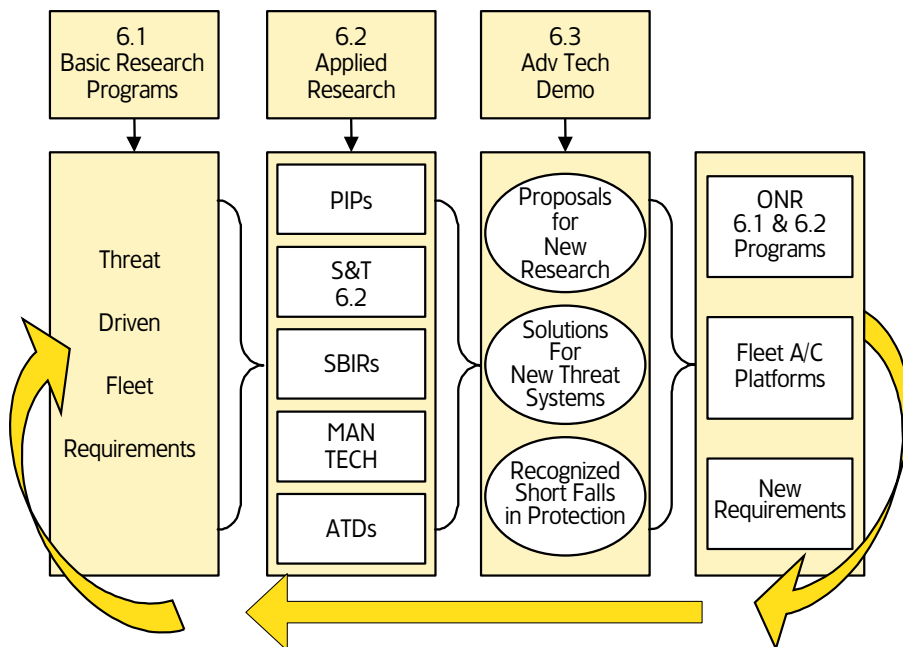 6.1
Basic Research
Programs
6.2
Applied
Research
6.3
Adv Tech
Demo
Threat
Driven
Fleet
Requirements
PIPs
S&T
6.2
SBIRs
MAN
TECH
ATDs
Proposals
for
New
Research
Solutions
For
New Threat
Systems
Recognized
Short Falls
in Protection
ONR
6.1 & 6.2
Programs
Fleet A/C
Platforms
New
Requirements